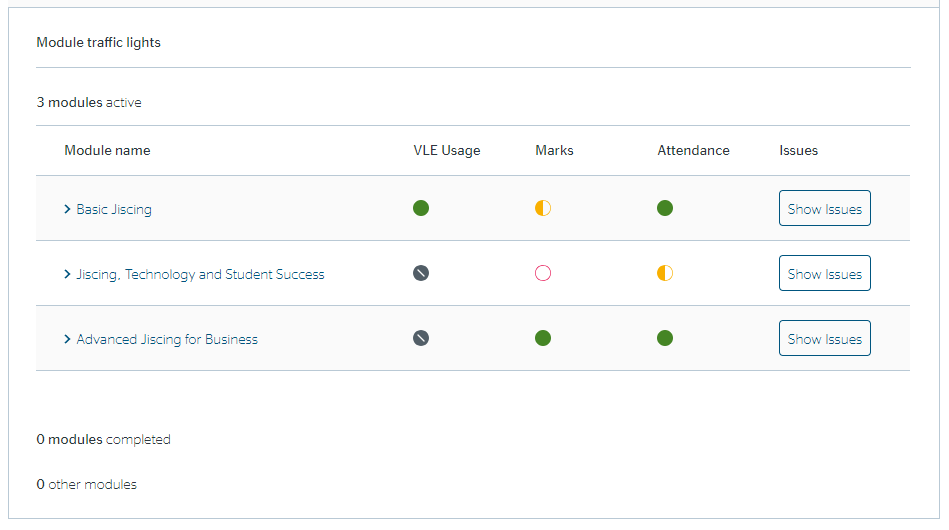 Module traffic lights
3 modules active
Module name VLE Usage Marks Attendance Issues
Basic Jiscing Show Issues
Jiscing, Technology and Student Success Show Issues
Advanced Jiscing for Business Show Issues
0 modules completed
0 other modules